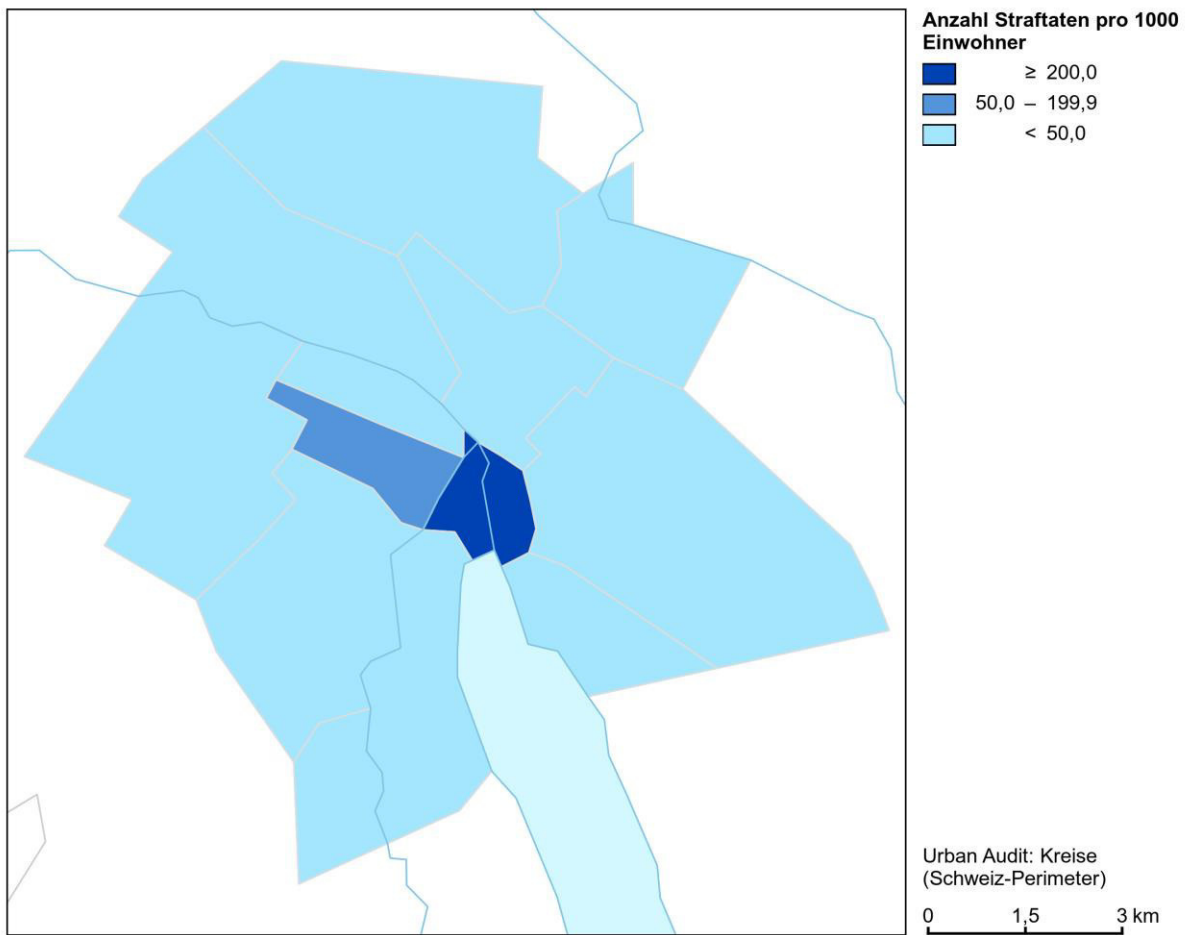 Anzahl Straftaten pro 1000
Einwohner
≥ 200,0
50,0 – 199,9
< 50,0
Urban Audit: Kreise
(Schweiz-Perimeter)
0 1,5 3 km